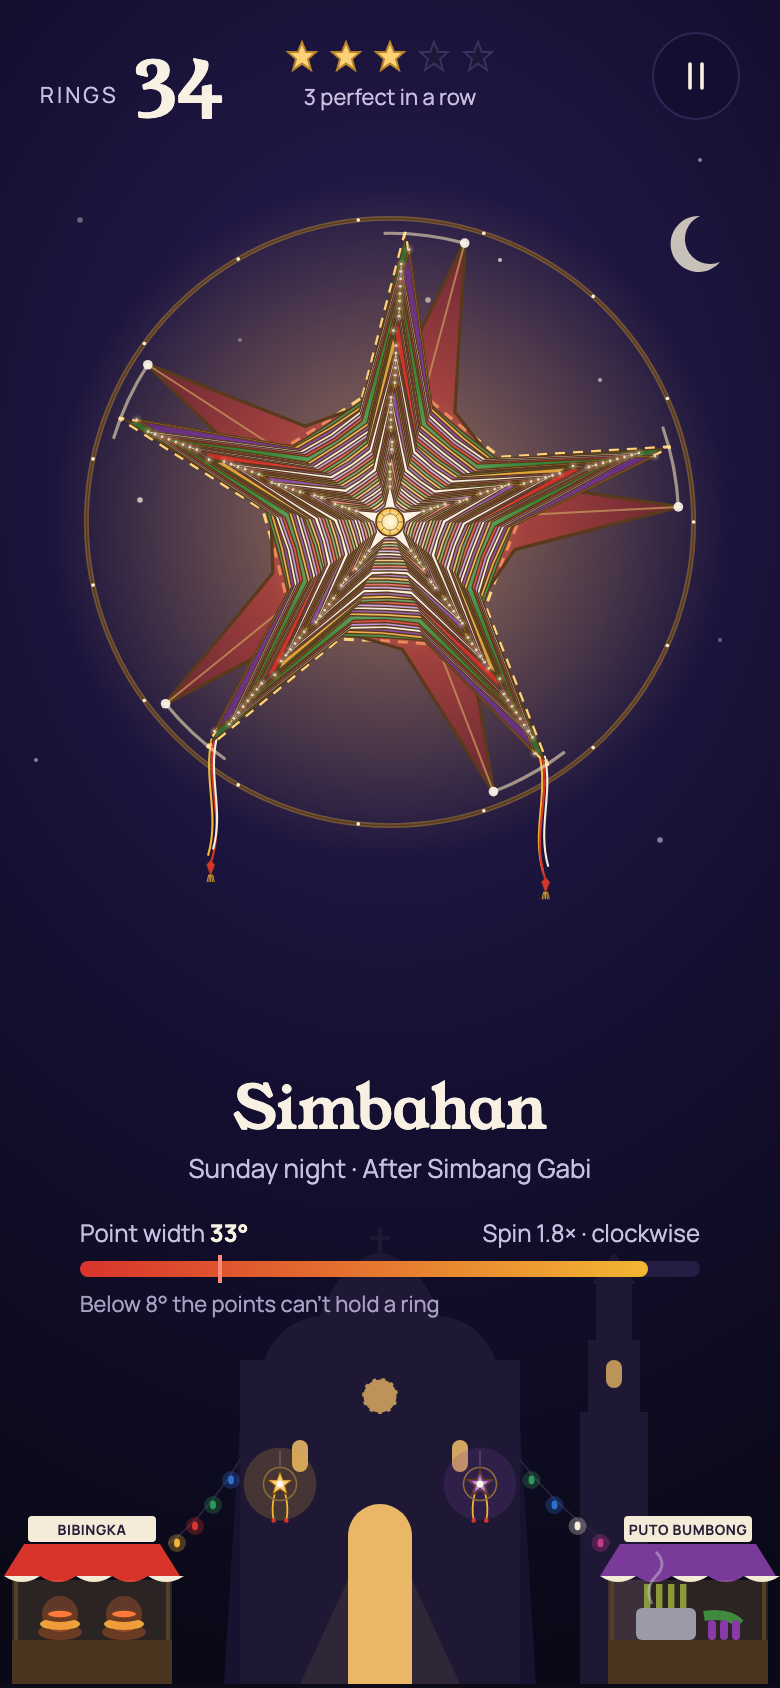 RINGS 34
3 perfect in a row
Simbahan
Sunday night · After Simbang Gabi
Point width 33°
Spin 1.8× · clockwise
Below 8° the points can't hold a ring
BIBINGKA
PUTO BUMBONG